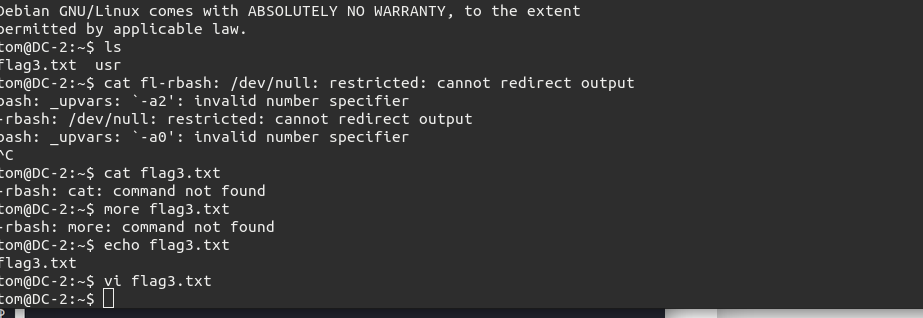 Debian GNU/Linux comes with ABSOLUTELY NO WARRANTY, to the extent
permitted by applicable law.
tom@DC-2:~$ ls
flag3.txt  usr
tom@DC-2:~$ cat fl-rbash: /dev/null: restricted: cannot redirect output
bash: _upvars: `-a2': invalid number specifier
-rbash: /dev/null: restricted: cannot redirect output
bash: _upvars: `-a0': invalid number specifier
^C
tom@DC-2:~$ cat flag3.txt
-rbash: cat: command not found
tom@DC-2:~$ more flag3.txt
-rbash: more: command not found
tom@DC-2:~$ echo flag3.txt
flag3.txt
tom@DC-2:~$ vi flag3.txt
tom@DC-2:~$